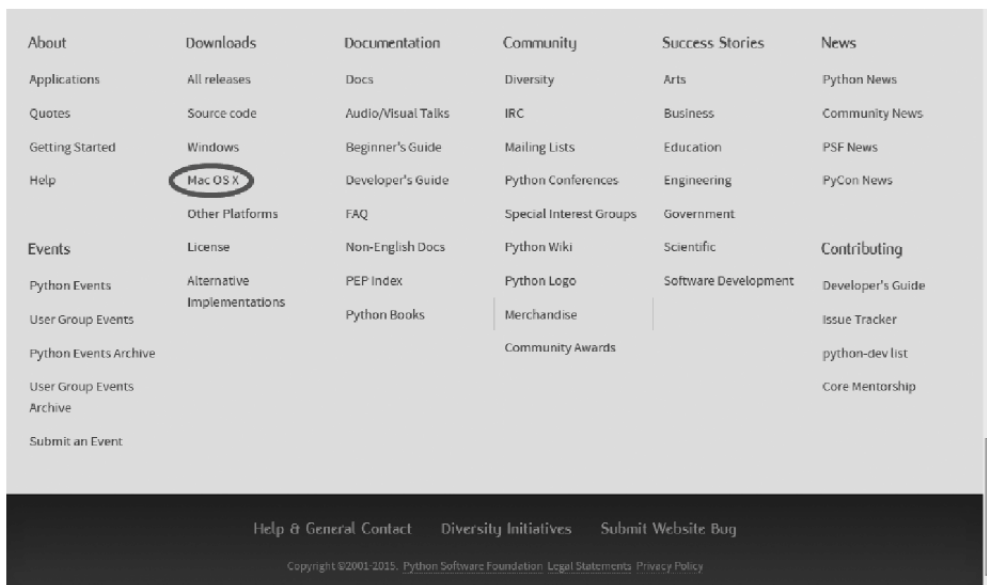 About
Applications
Quotes
Getting Started
Help
Events
Python Events
User Group Events
Python Events Archive
User Group Events
Archive
Submit an Event
Downloads
All releases
Source code
Windows
Mac OS X
Other Platforms
License
Alternative
Implementations
Documentation
Docs
Audio/Visual Talks
Beginner's Guide
Developer's Guide
FAQ
Non-English Docs
PEP Index
Python Books
Community
Diversity
IRC
Mailing Lists
Python Conferences
Special Interest Groups
Python Wiki
Python Logo
Merchandise
Community Awards
Success Stories
Arts
Business
Education
Engineering
Government
Scientific
Software Development
News
Python News
Community News
PSF News
PyCon News
Contributing
Developer's Guide
Issue Tracker
python-dev list
Core Mentorship
Help & General Contact Diversity Initiatives Submit Website Bug
Copyright ©2001-2015. Python Software Foundation Legal Statements Privacy Policy